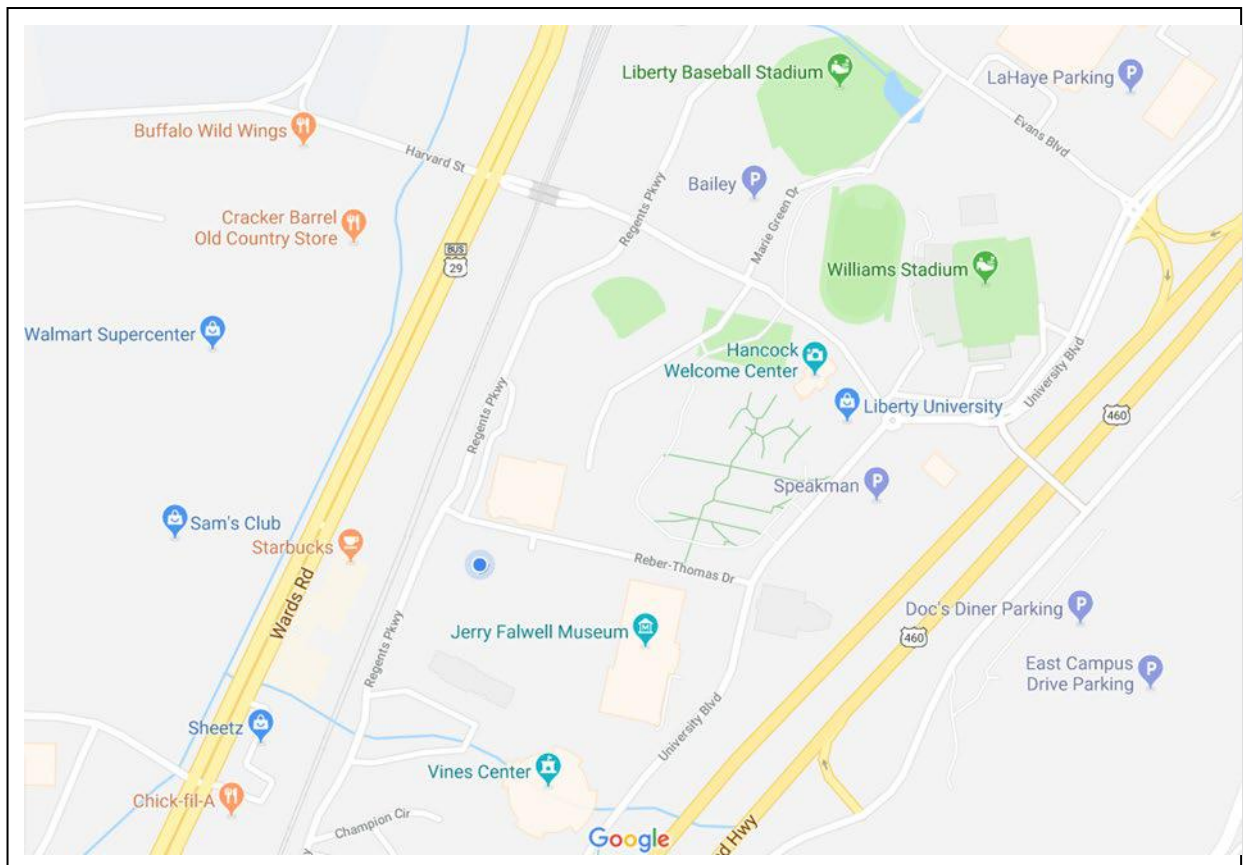 Liberty Baseball Stadium
LaHaye Parking
P
Buffalo Wild Wings
Evans Blvd
Harvard St
Bailey
P
Regents Pkwy
Marie Green Dr
Cracker Barrel
Old Country Store
BUS
29
Williams Stadium
Walmart Supercenter
Hancock
Welcome Center
University Blvd
Regents Pkwy
Liberty University
460
Speakman
P
Sam's Club
Starbucks
Reber-Thomas Dr
Wards Rd
Doc's Diner Parking
P
Jerry Falwell Museum
460
Regents Pkwy
East Campus
Drive Parking
P
Sheetz
University Blvd
Vines Center
Chick-fil-A
Champion Cir
Google
d Hwy
y